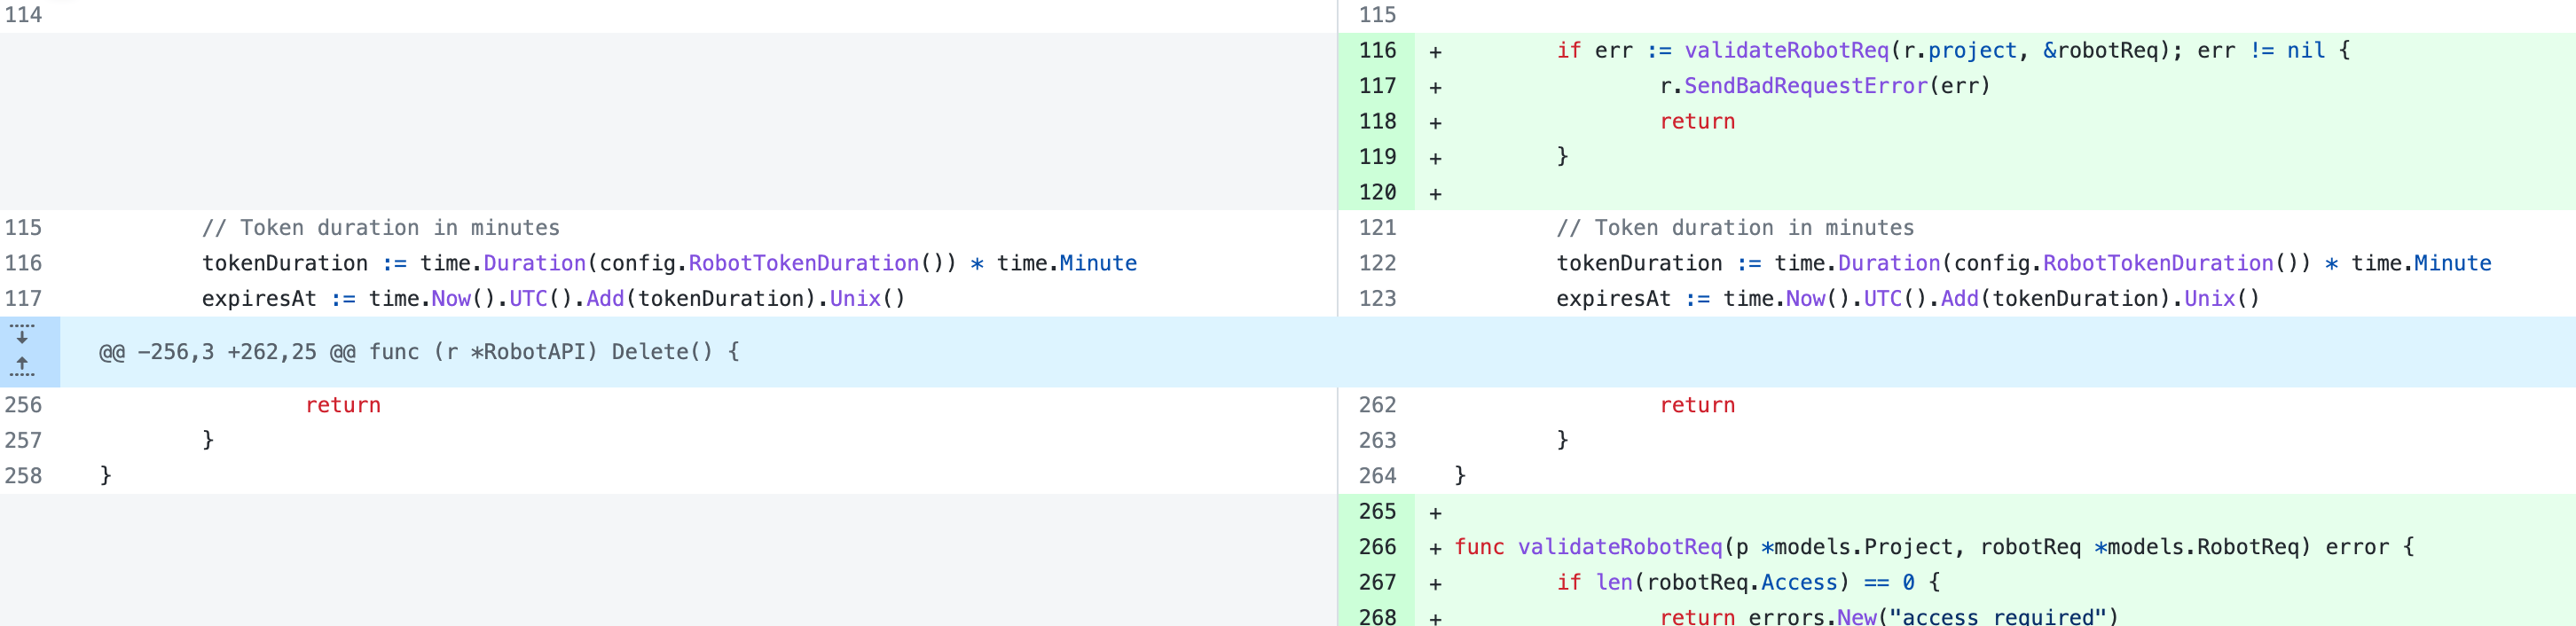 114 115
116 + if err := validateRobotReq(r.project, &robotReq); err != nil {
117 + r.SendBadRequestError(err)
118 + return
119 + }
120 +
115 // Token duration in minutes 121 // Token duration in minutes
116 tokenDuration := time.Duration(config.RobotTokenDuration()) * time.Minute 122 tokenDuration := time.Duration(config.RobotTokenDuration()) * time.Minute
117 expiresAt := time.Now().UTC().Add(tokenDuration).Unix() 123 expiresAt := time.Now().UTC().Add(tokenDuration).Unix()
@@ -256,3 +262,25 @@ func (r *RobotAPI) Delete() {
256 return 262 return
257 } 263 }
258 } 264 }
265 +
266 + func validateRobotReq(p *models.Project, robotReq *models.RobotReq) error {
267 + if len(robotReq.Access) == 0 {
268 + return errors.New("access required")